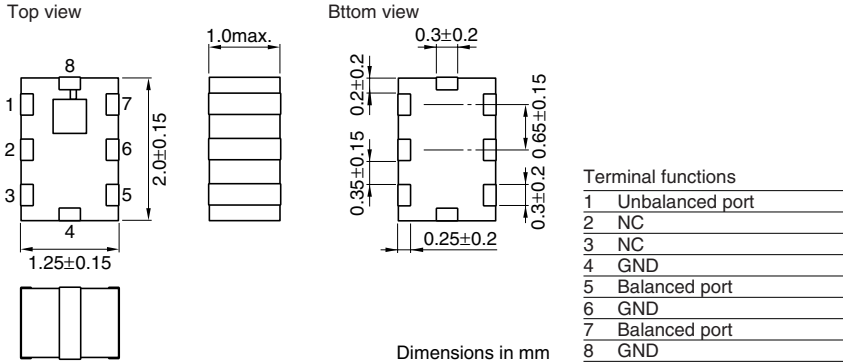 Top view
8
1
7
2
6
3
5
4
2.0±0.15
1.25±0.15
1.0max.
Bttom view
0.3±0.2
0.2±0.2
0.65±0.15
0.35±0.15
0.3±0.2
0.25±0.2
Dimensions in mm
Terminal functions
1 Unbalanced port
2 NC
3 NC
4 GND
5 Balanced port
6 GND
7 Balanced port
8 GND